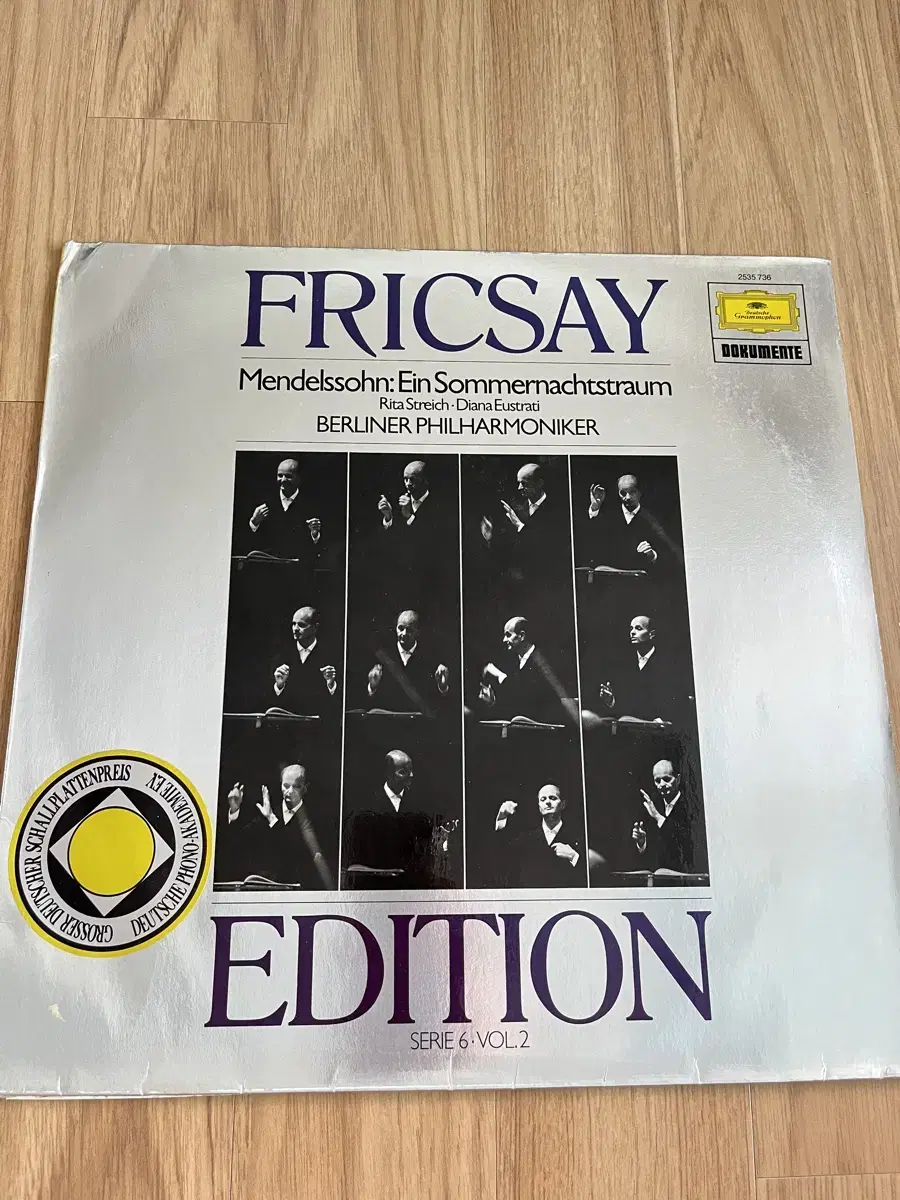 FRICSAY
2535 736
Deutsche
Grammophon
DOKUMENTE
Mendelssohn: Ein Sommernachtstraum
Rita Streich · Diana Eustrati
BERLINER PHILHARMONIKER
GROSSER DEUTSCHER SCHALLPLATTENPREIS
DEUTSCHE PHONO-AKADEMIE E.V.
EDITION
SERIE 6 · VOL. 2